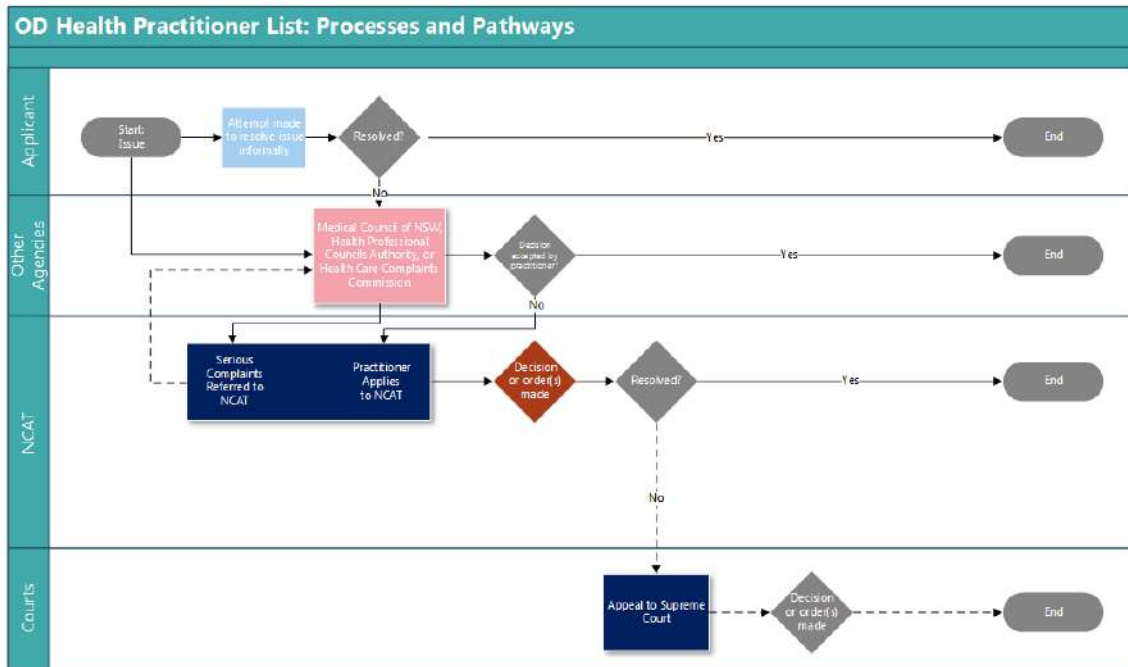 OD Health Practitioner List: Processes and Pathways
Applicant
Start:
Issue
Attempt made
to resolve issue
informally
Resolved?
Yes
End
No
Other
Agencies
Medical Council of NSW,
Health Professional
Councils Authority, or
Health Care Complaints
Commission
Decision
accepted by
practitioner?
Yes
End
No
NCAT
Serious
Complaints
Referred to
NCAT
Practitioner
Applies
to NCAT
Decision
or order(s)
made
Resolved?
Yes
End
No
Courts
Appeal to Supreme
Court
Decision
or order(s)
made
End